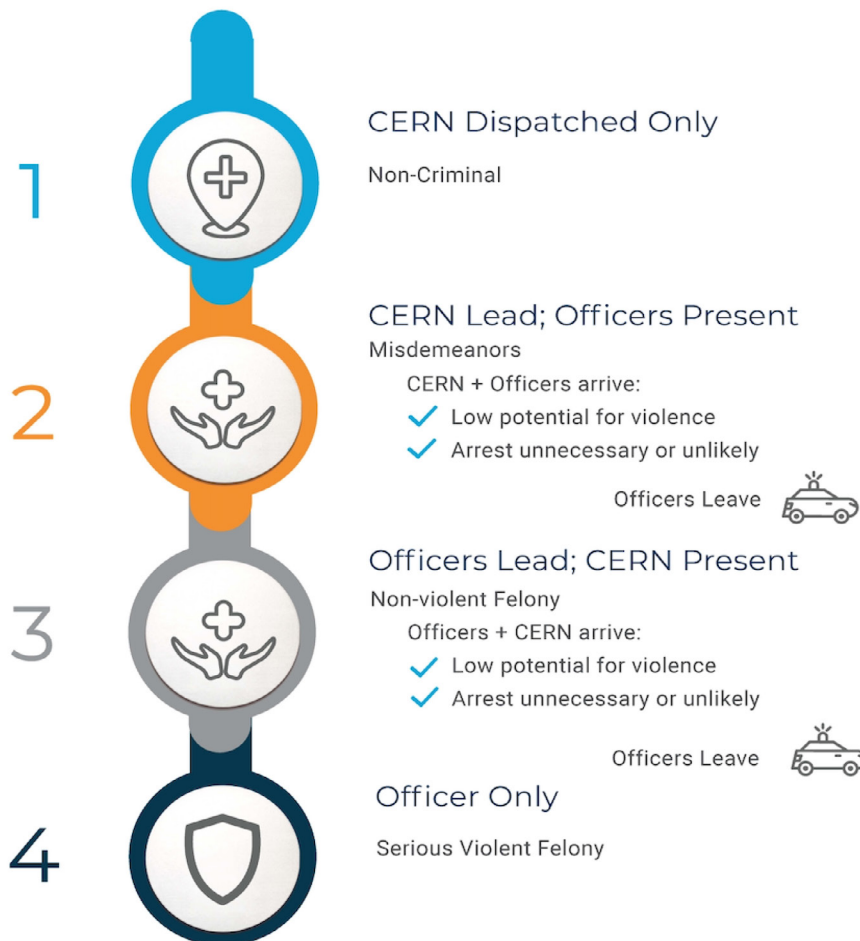 1
CERN Dispatched Only
Non-Criminal
2
CERN Lead; Officers Present
Misdemeanors
CERN + Officers arrive:
Low potential for violence
Arrest unnecessary or unlikely
Officers Leave
3
Officers Lead; CERN Present
Non-violent Felony
Officers + CERN arrive:
Low potential for violence
Arrest unnecessary or unlikely
Officers Leave
4
Officer Only
Serious Violent Felony